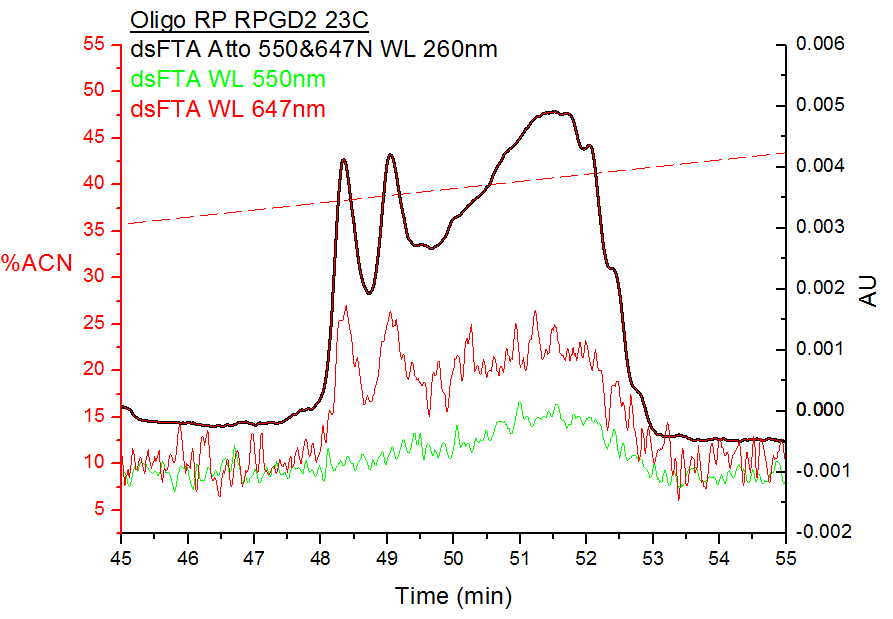 Oligo RP RPGD2 23C
dsFTA Atto 550&647N WL 260nm
dsFTA WL 550nm
dsFTA WL 647nm
55
50
45
40
35
30
25
20
15
10
5
%ACN
0.006
0.005
0.004
0.003
0.002
0.001
0.000
-0.001
-0.002
AU
45 46 47 48 49 50 51 52 53 54 55
Time (min)